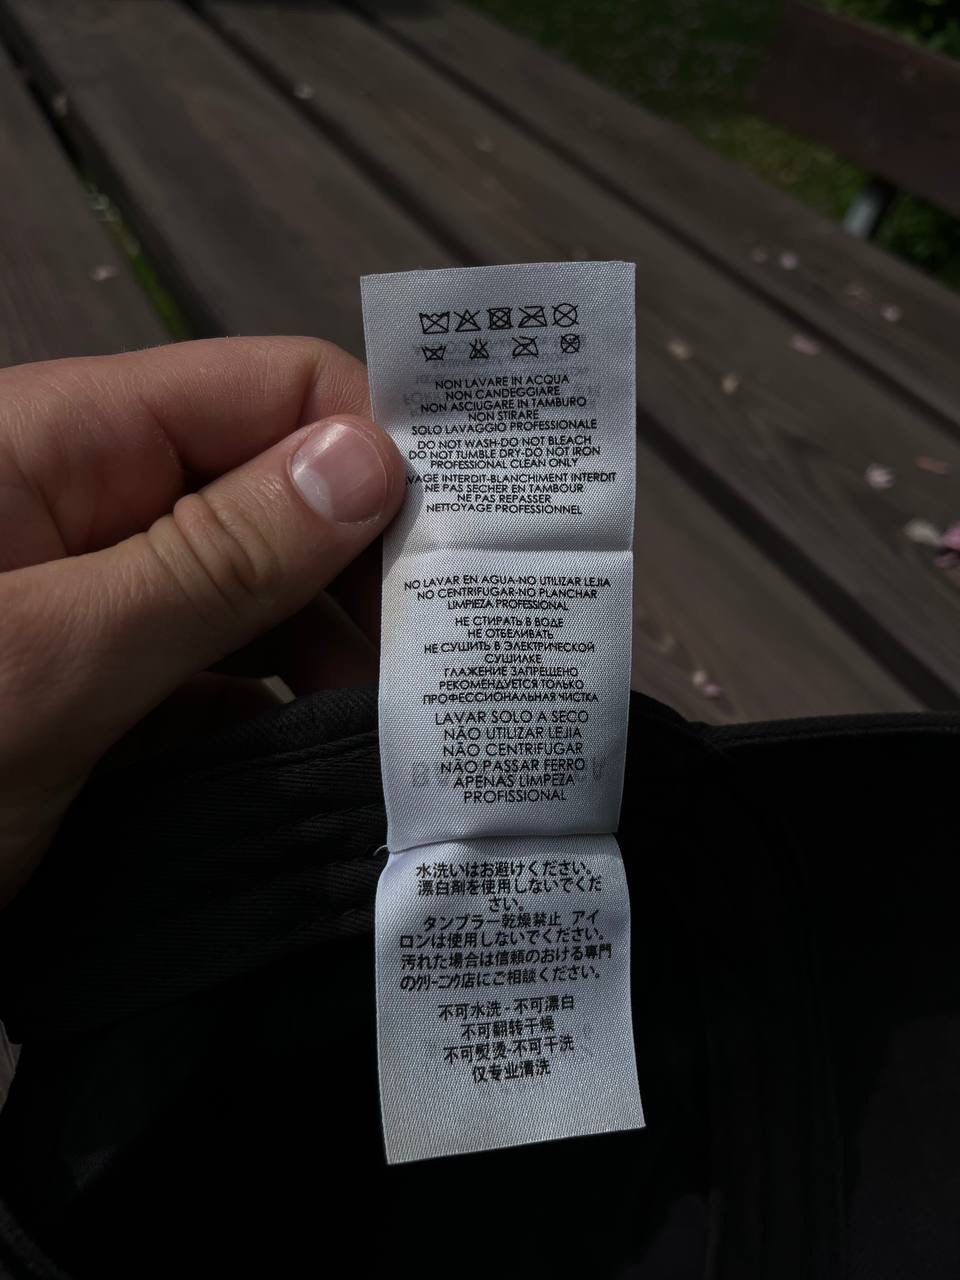 NON LAVARE IN ACQUA
NON CANDEGGIARE
NON ASCIUGARE IN TAMBURO
NON STIRARE
SOLO LAVAGGIO PROFESSIONALE
DO NOT WASH-DO NOT BLEACH
DO NOT TUMBLE DRY-DO NOT IRON
PROFESSIONAL CLEAN ONLY
VAGE INTERDIT-BLANCHIMENT INTERDIT
NE PAS SECHER EN TAMBOUR
NE PAS REPASSER
NETTOYAGE PROFESSIONNEL
NO LAVAR EN AGUA-NO UTILIZAR LEJIA
NO CENTRIFUGAR-NO PLANCHAR
LIMPIEZA PROFESSIONAL
НЕ СТИРАТЬ В ВОДЕ
НЕ ОТБЕЛИВАТЬ
НЕ СУШИТЬ В ЭЛЕКТРИЧЕСКОЙ
СУШИЛКЕ
ГЛАЖЕНИЕ ЗАПРЕЩЕНО
РЕКОМЕНДУЕТСЯ ТОЛЬКО
ПРОФЕССИОНАЛЬНАЯ ЧИСТКА
LAVAR SOLO A SECO
NÃO UTILIZAR LEJIA
NÃO CENTRIFUGAR
NÃO PASSAR FERRO
APENAS LIMPEZA
PROFISSIONAL
水洗いはお避けください。
漂白剤を使用しないでくだ
さい。
タンブラー乾燥禁止 アイ
ロンは使用しないでください。
汚れた場合は信頼のおける専門
のクリーニング店にご相談ください。
不可水洗 - 不可漂白
不可翻转干燥
不可熨烫-不可干洗
仅专业清洗